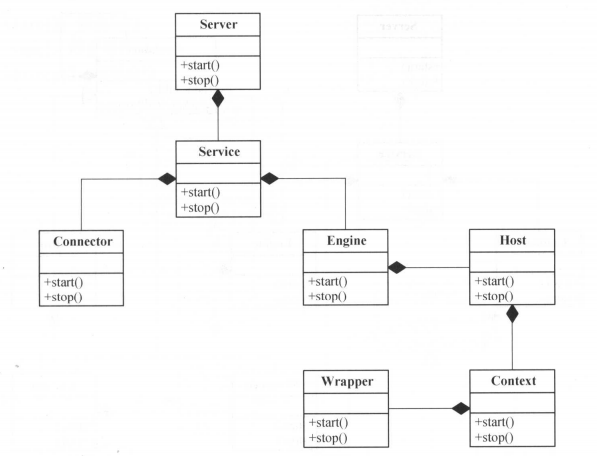 Server
+start()
+stop()
Service
+start()
+stop()
Connector
+start()
+stop()
Engine
+start()
+stop()
Host
+start()
+stop()
Wrapper
+start()
+stop()
Context
+start()
+stop()